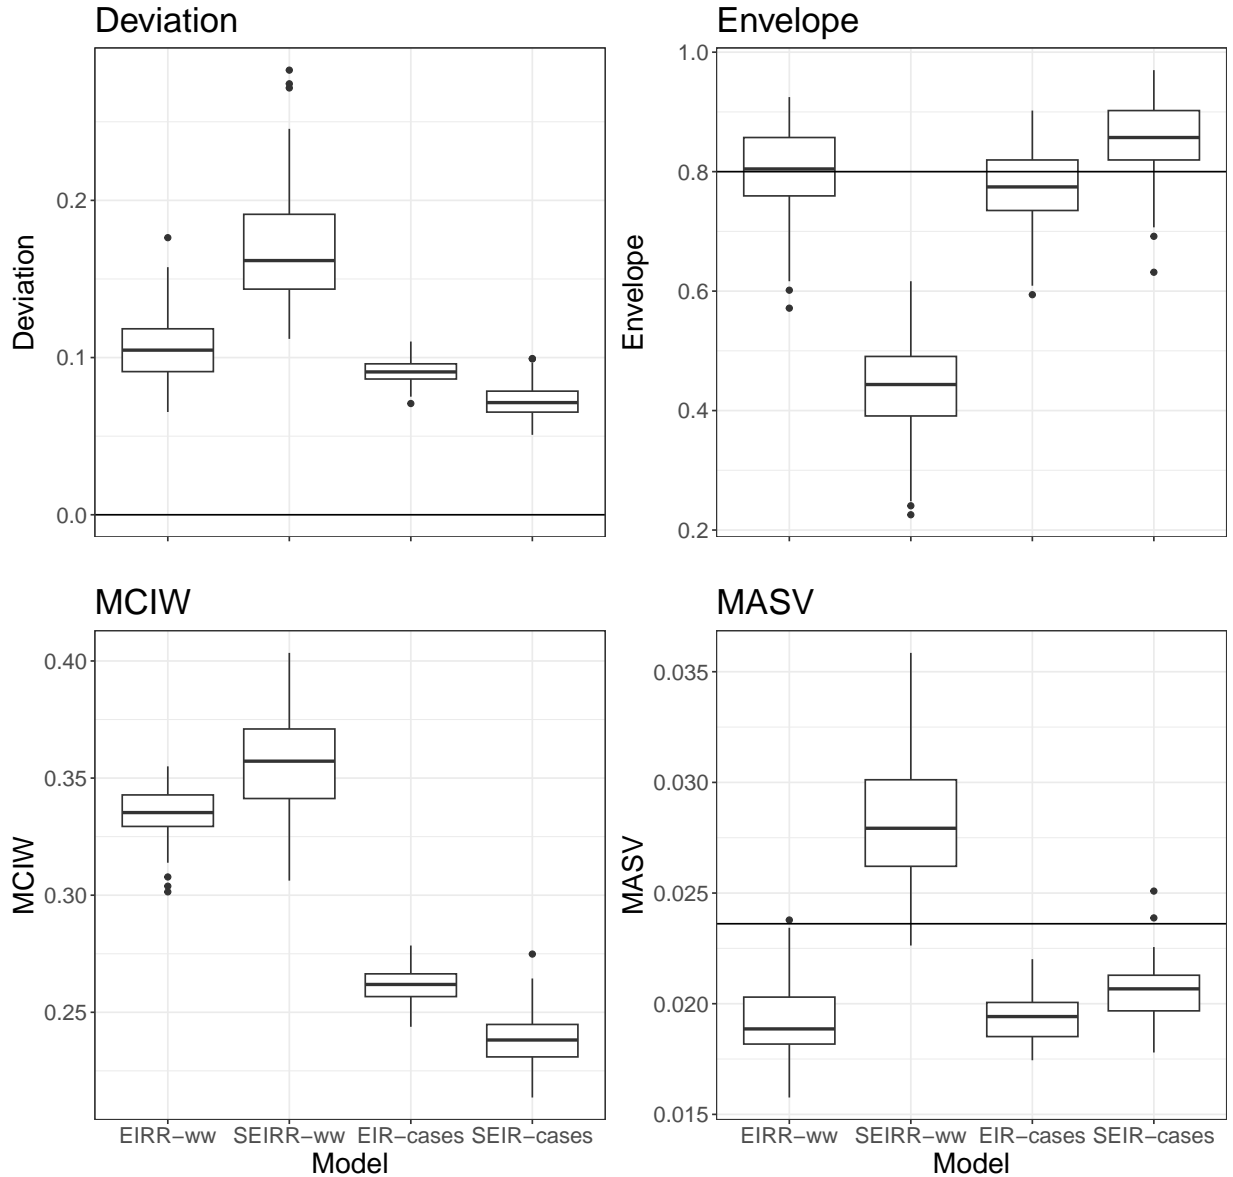 Deviation
Deviation
0.2
0.1
0.0
Envelope
Envelope
1.0
0.8
0.6
0.4
0.2
MCIW
MCIW
0.40
0.35
0.30
0.25
EIRR−ww SEIRR−ww EIR−cases SEIR−cases
Model
MASV
MASV
0.035
0.030
0.025
0.020
0.015
EIRR−ww SEIRR−ww EIR−cases SEIR−cases
Model